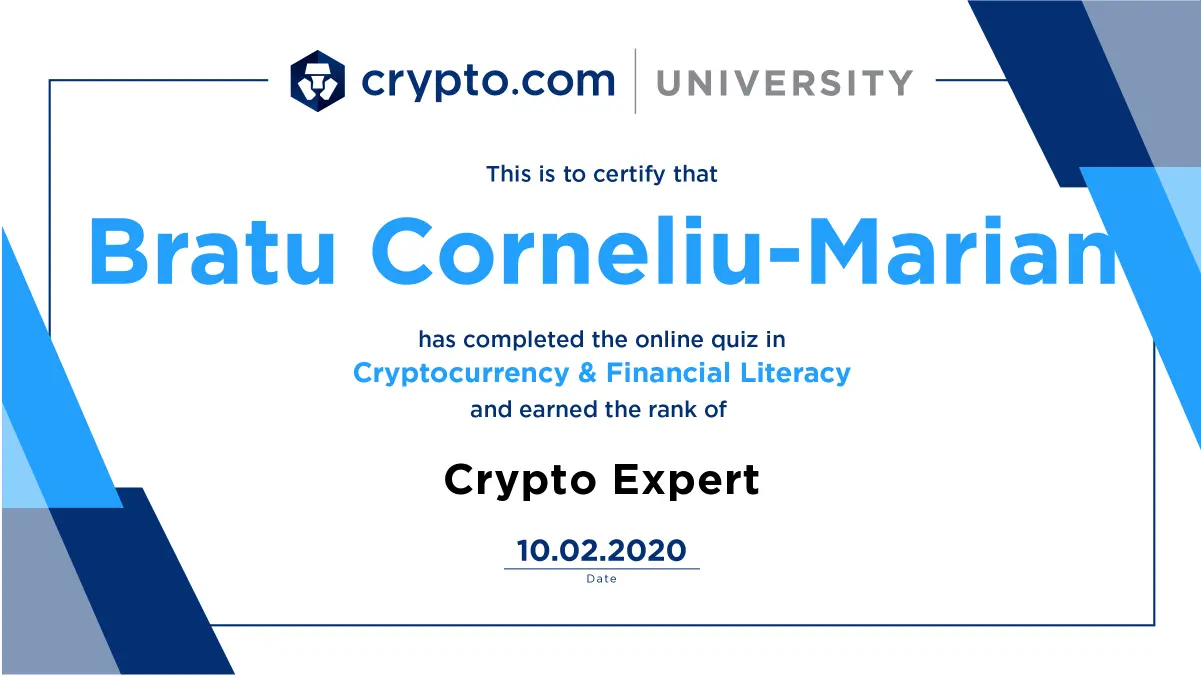 crypto.com | UNIVERSITY
This is to certify that
Bratu Corneliu-Marian
has completed the online quiz in
Cryptocurrency & Financial Literacy
and earned the rank of
Crypto Expert
10.02.2020
Date